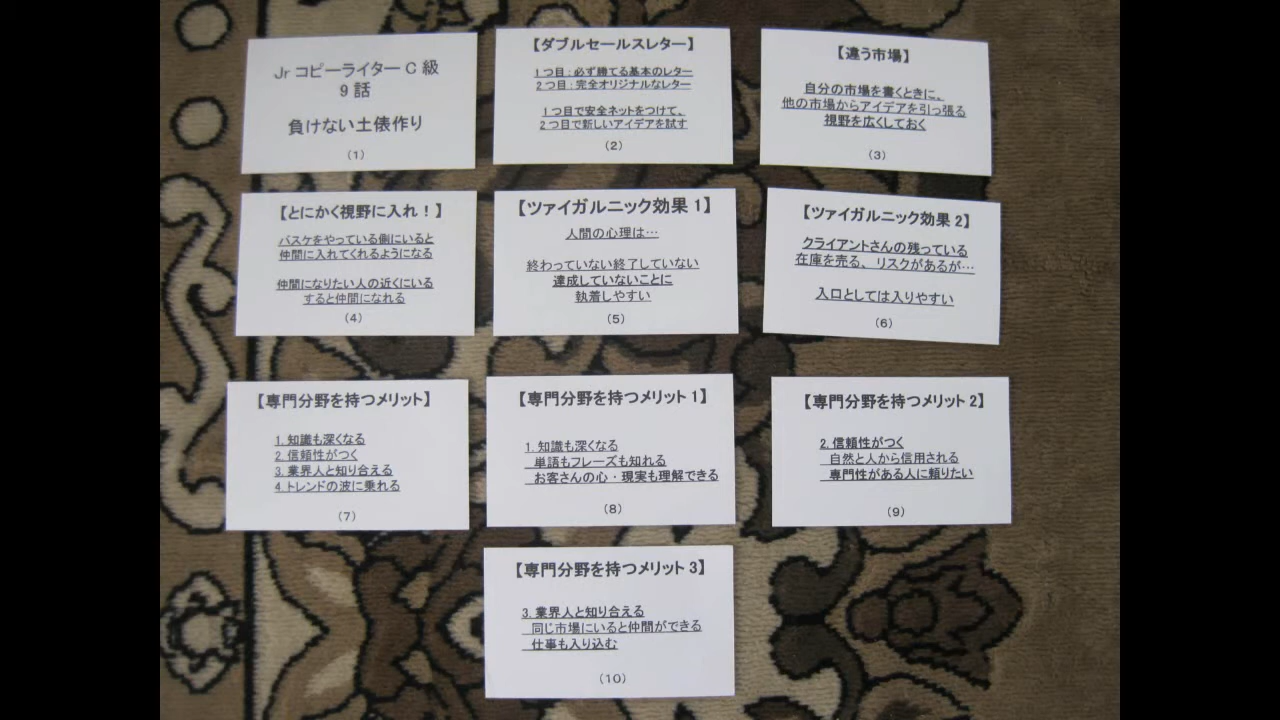 Jrコピーライター C 級
9話
負けない土俵作り
(1)
【ダブルセールスレター】
1つ目：必ず勝てる基本のレター
2つ目：完全オリジナルなレター
1つ目で安全ネットをつけて、
2つ目で新しいアイデアを試す
(2)
【違う市場】
自分の市場を書くときに、
他の市場からアイデアを引っ張る
視野を広くしておく
(3)
【とにかく視野に入れ！】
バスケをやっている側にいると
仲間に入れてくれるようになる
仲間になりたい人の近くにいる
すると仲間になれる
(4)
【ツァイガルニック効果 1】
人間の心理は…
終わっていない終了していない
達成していないことに
執着しやすい
(5)
【ツァイガルニック効果 2】
クライアントさんの残っている
在庫を売る、リスクがあるが…
入口としては入りやすい
(6)
【専門分野を持つメリット】
1. 知識も深くなる
2. 信頼性がつく
3. 業界人と知り合える
4. トレンドの波に乗れる
(7)
【専門分野を持つメリット 1】
1. 知識も深くなる
単語もフレーズも知れる
お客さんの心・現実も理解できる
(8)
【専門分野を持つメリット 2】
2. 信頼性がつく
自然と人から信用される
専門性がある人に頼りたい
(9)
【専門分野を持つメリット 3】
3. 業界人と知り合える
同じ市場にいると仲間ができる
仕事も入り込む
(10)